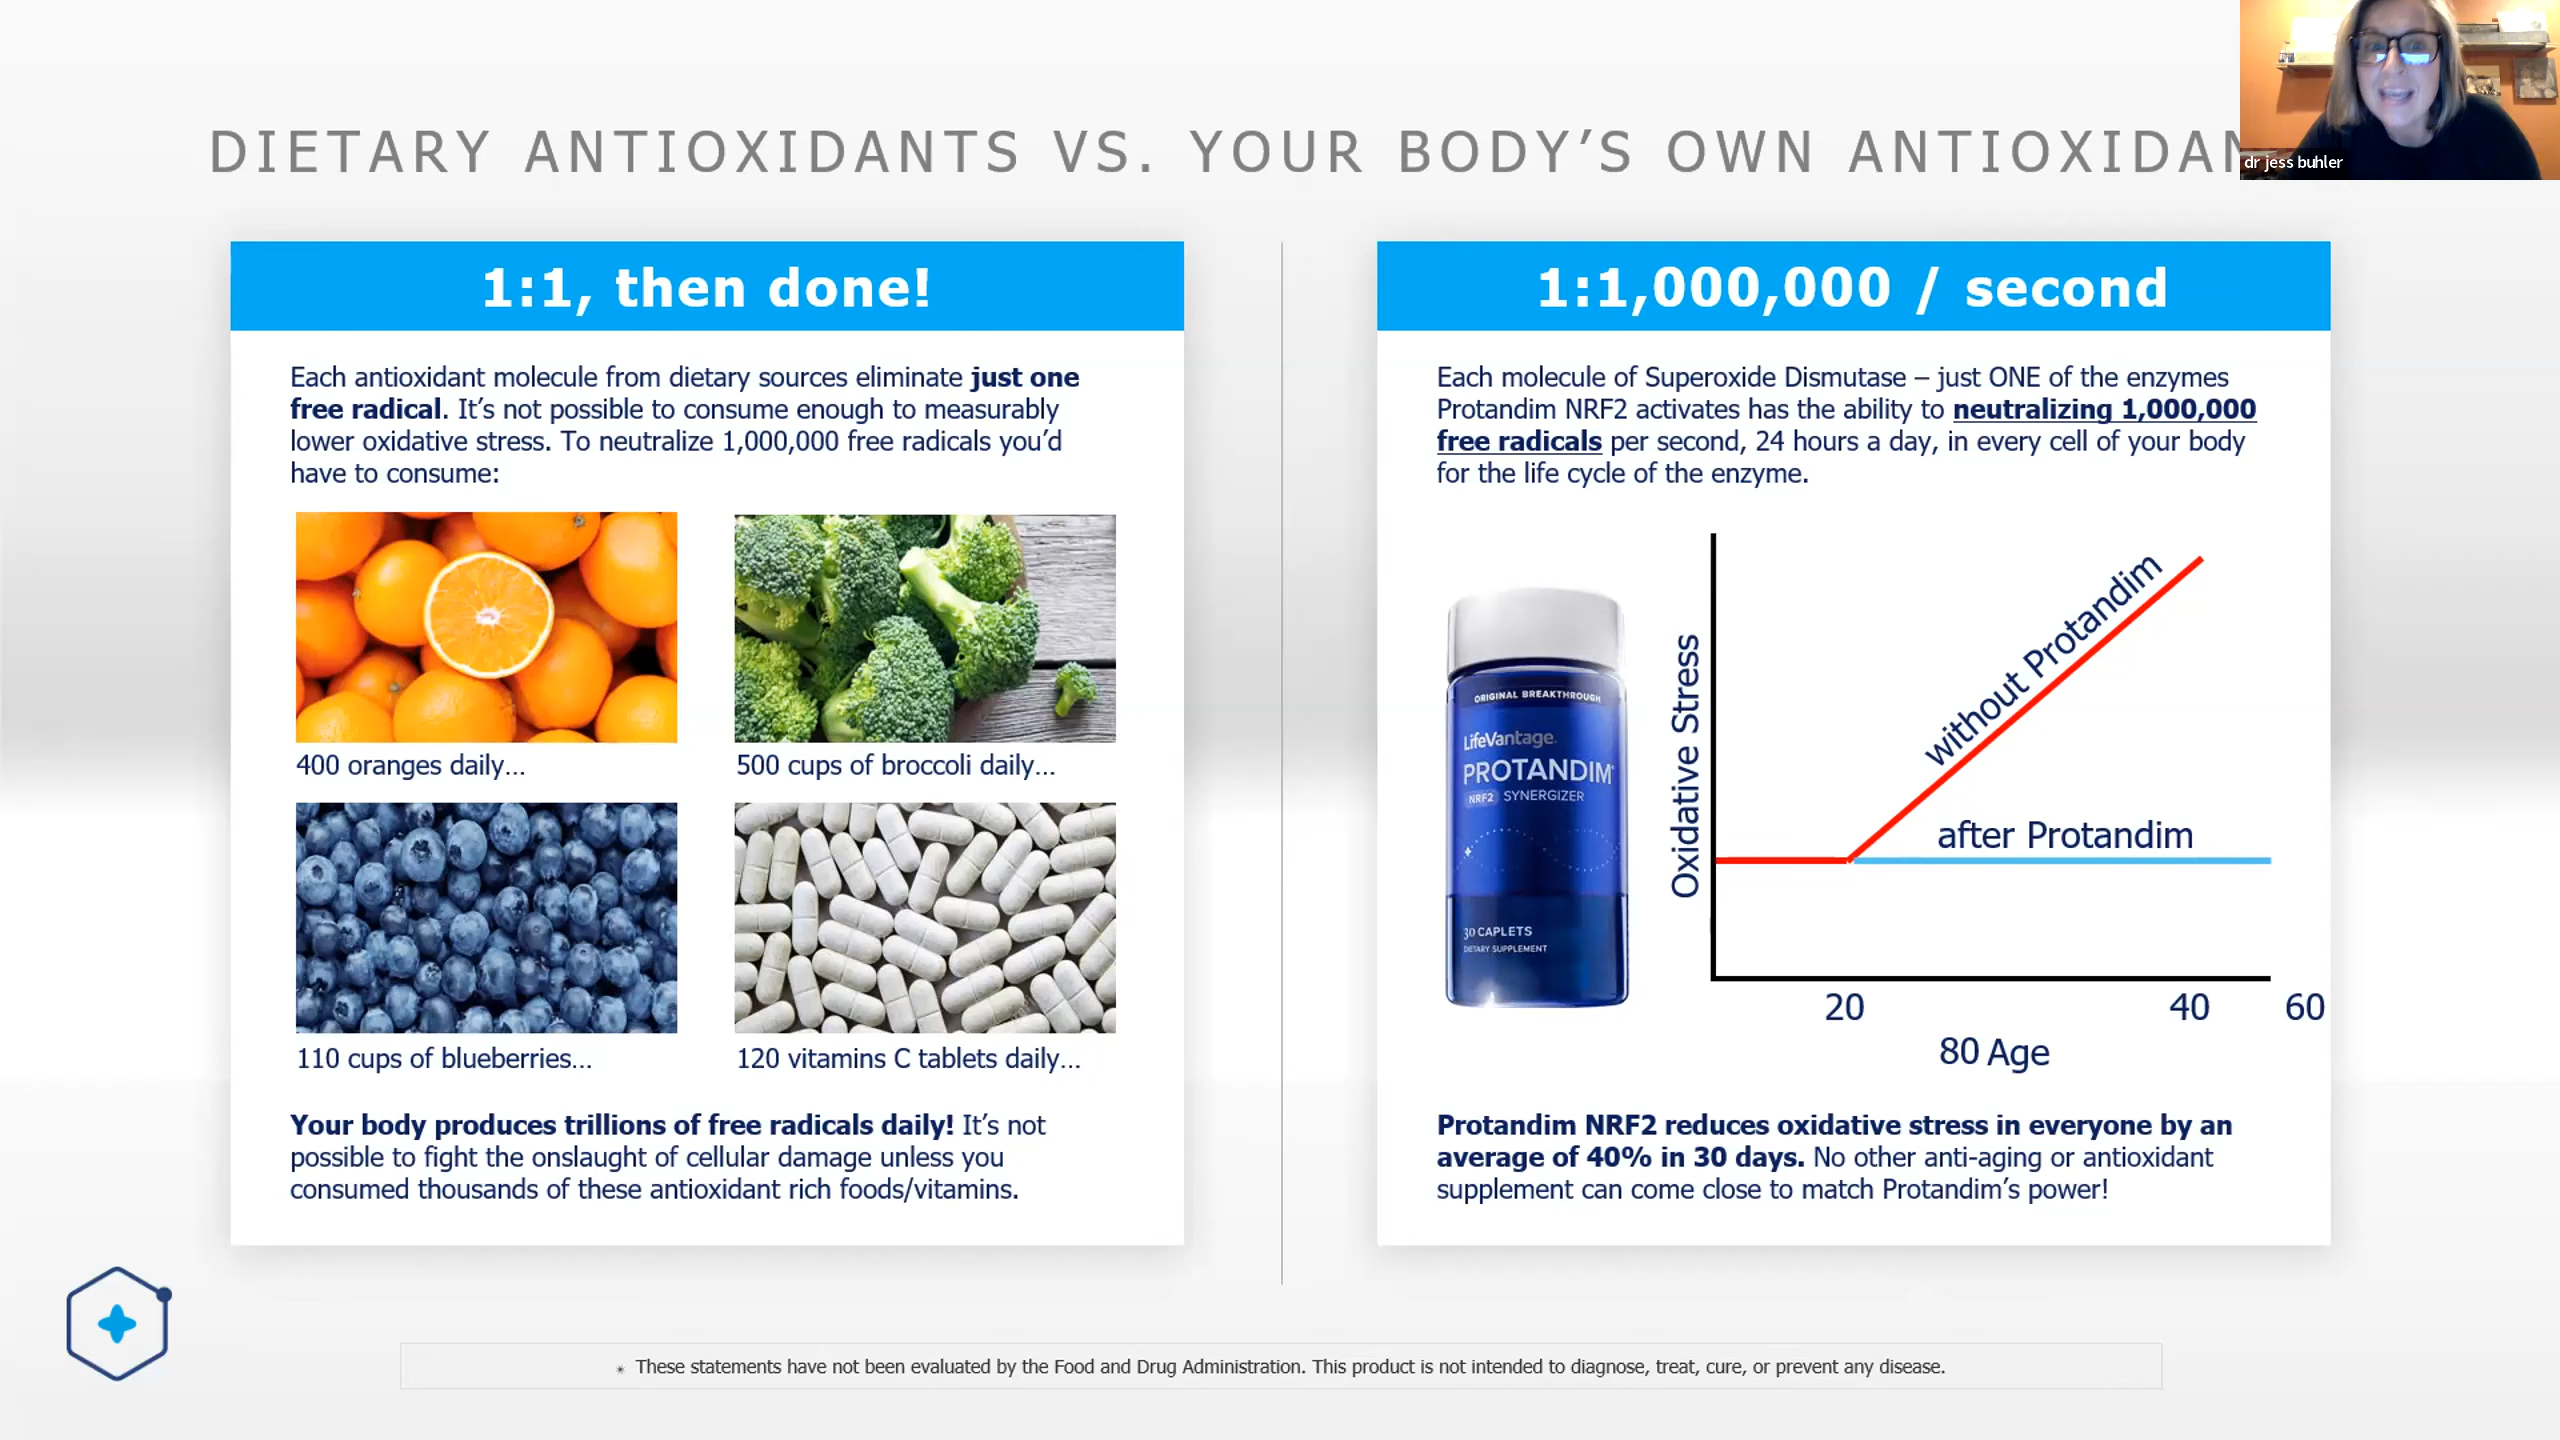 DIETARY ANTIOXIDANTS VS. YOUR BODY’S OWN ANTIOXIDAN
dr jess buhler
1:1, then done!
Each antioxidant molecule from dietary sources eliminate just one
free radical. It’s not possible to consume enough to measurably
lower oxidative stress. To neutralize 1,000,000 free radicals you’d
have to consume:
400 oranges daily…
500 cups of broccoli daily…
110 cups of blueberries…
120 vitamins C tablets daily…
Your body produces trillions of free radicals daily! It’s not
possible to fight the onslaught of cellular damage unless you
consumed thousands of these antioxidant rich foods/vitamins.
1:1,000,000 / second
Each molecule of Superoxide Dismutase – just ONE of the enzymes
Protandim NRF2 activates has the ability to neutralizing 1,000,000
free radicals per second, 24 hours a day, in every cell of your body
for the life cycle of the enzyme.
ORIGINAL BREAKTHROUGH
LifeVantage.
PROTANDIM
NRF2 SYNERGIZER
30 CAPLETS
DIETARY SUPPLEMENT
Oxidative Stress
without Protandim
after Protandim
20 40 60
80 Age
Protandim NRF2 reduces oxidative stress in everyone by an
average of 40% in 30 days. No other anti-aging or antioxidant
supplement can come close to match Protandim’s power!
* These statements have not been evaluated by the Food and Drug Administration. This product is not intended to diagnose, treat, cure, or prevent any disease.